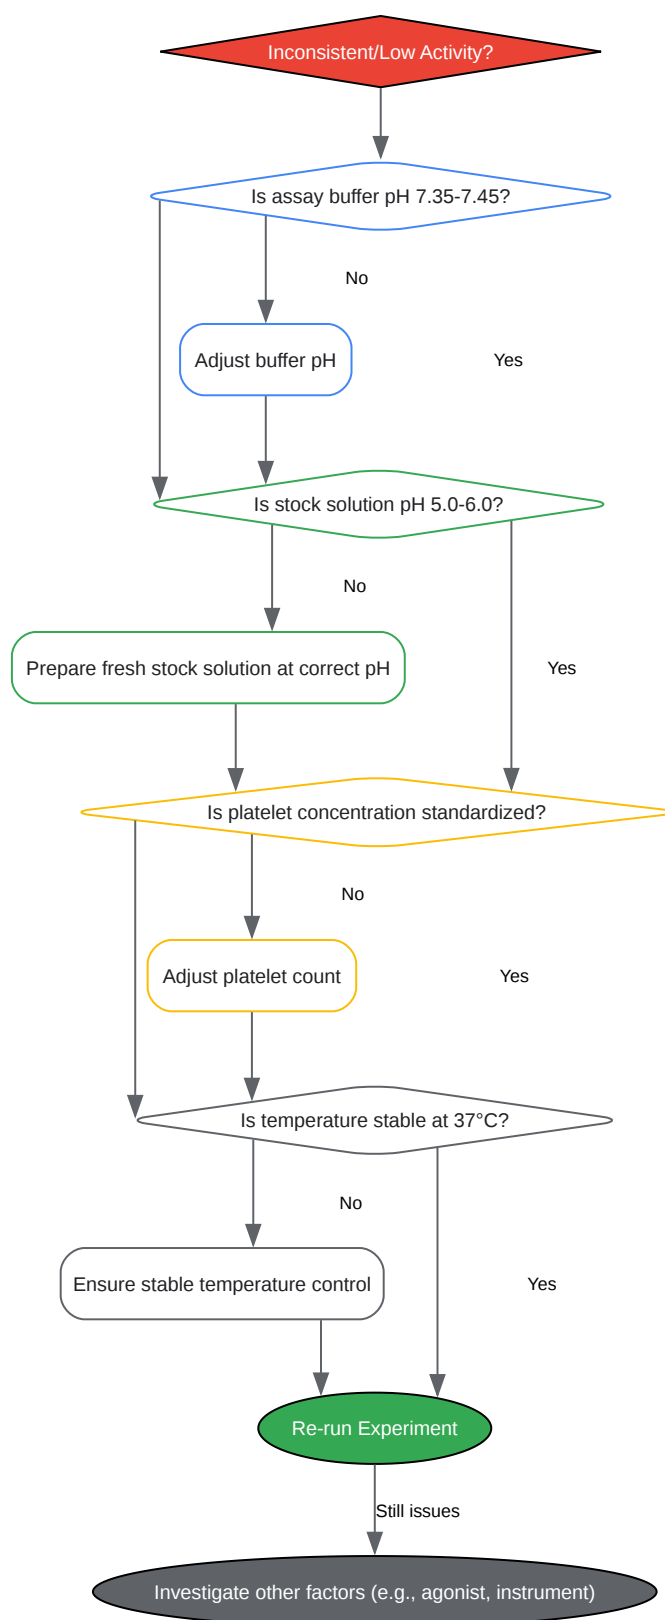 Inconsistent/Low Activity?
Is assay buffer pH 7.35-7.45?
No
Adjust buffer pH
Yes
Is stock solution pH 5.0-6.0?
No
Prepare fresh stock solution at correct pH
Yes
Is platelet concentration standardized?
No
Adjust platelet count
Yes
Is temperature stable at 37°C?
No
Ensure stable temperature control
Yes
Re-run Experiment
Still issues
Investigate other factors (e.g., agonist, instrument)